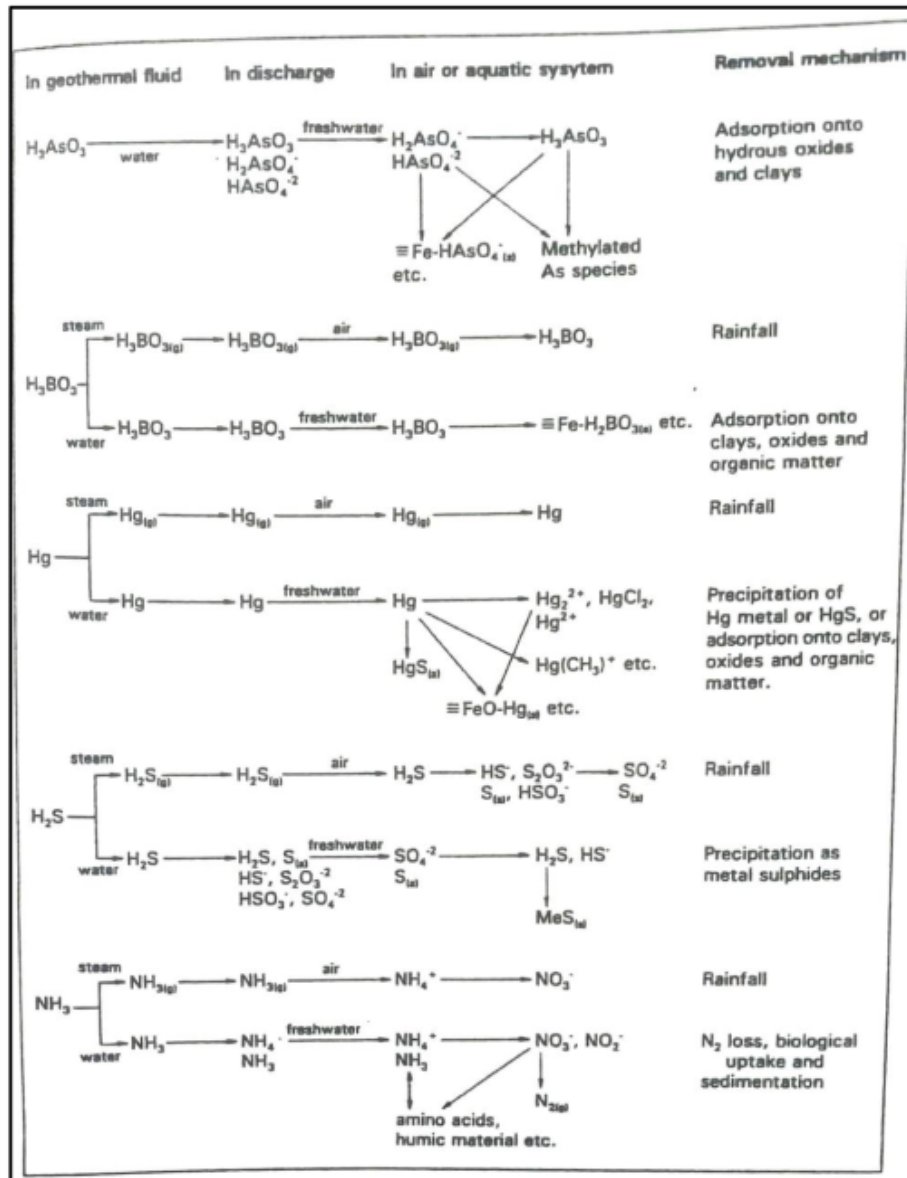 In geothermal fluid In discharge In air or aquatic sysytem Removal mechanism
H₃AsO₃ water H₃AsO₃ freshwater H₂AsO₄⁻ H₃AsO₃ Adsorption onto
H₂AsO₄⁻ HAsO₄⁻² hydrous oxides
HAsO₄⁻² and clays
≡Fe-HAsO₄⁻₍ₛ₎ Methylated
etc. As species
steam H₃BO₃₍g₎ H₃BO₃₍g₎ air H₃BO₃₍g₎ H₃BO₃ Rainfall
H₃BO₃
water H₃BO₃ H₃BO₃ freshwater H₃BO₃ ≡Fe-H₂BO₃₍ₛ₎ etc. Adsorption onto
clays, oxides and
organic matter
steam Hg₍g₎ Hg₍g₎ air Hg₍g₎ Hg Rainfall
Hg
water Hg Hg freshwater Hg Hg₂²⁺, HgCl₂, Precipitation of
Hg²⁺ Hg metal or HgS, or
HgS₍ₛ₎ Hg(CH₃)⁺ etc. adsorption onto clays,
oxides and organic
≡FeO-Hg₍ₛ₎ etc. matter.
steam H₂S₍g₎ H₂S₍g₎ air H₂S HS⁻, S₂O₃²⁻ SO₄⁻² Rainfall
S₍ₛ₎, HSO₃⁻ S₍ₛ₎
H₂S
water H₂S H₂S, S₍ₛ₎ freshwater SO₄⁻² H₂S, HS⁻ Precipitation as
HS⁻, S₂O₃⁻² S₍ₛ₎ metal sulphides
HSO₃⁻, SO₄⁻²
MeS₍ₛ₎
steam NH₃₍g₎ NH₃₍g₎ air NH₄⁺ NO₃⁻ Rainfall
NH₃
water NH₃ NH₄⁻ freshwater NH₄⁺ NO₃⁻, NO₂⁻ N₂ loss, biological
NH₃ NH₃ uptake and
N₂₍g₎ sedimentation
amino acids,
humic material etc.